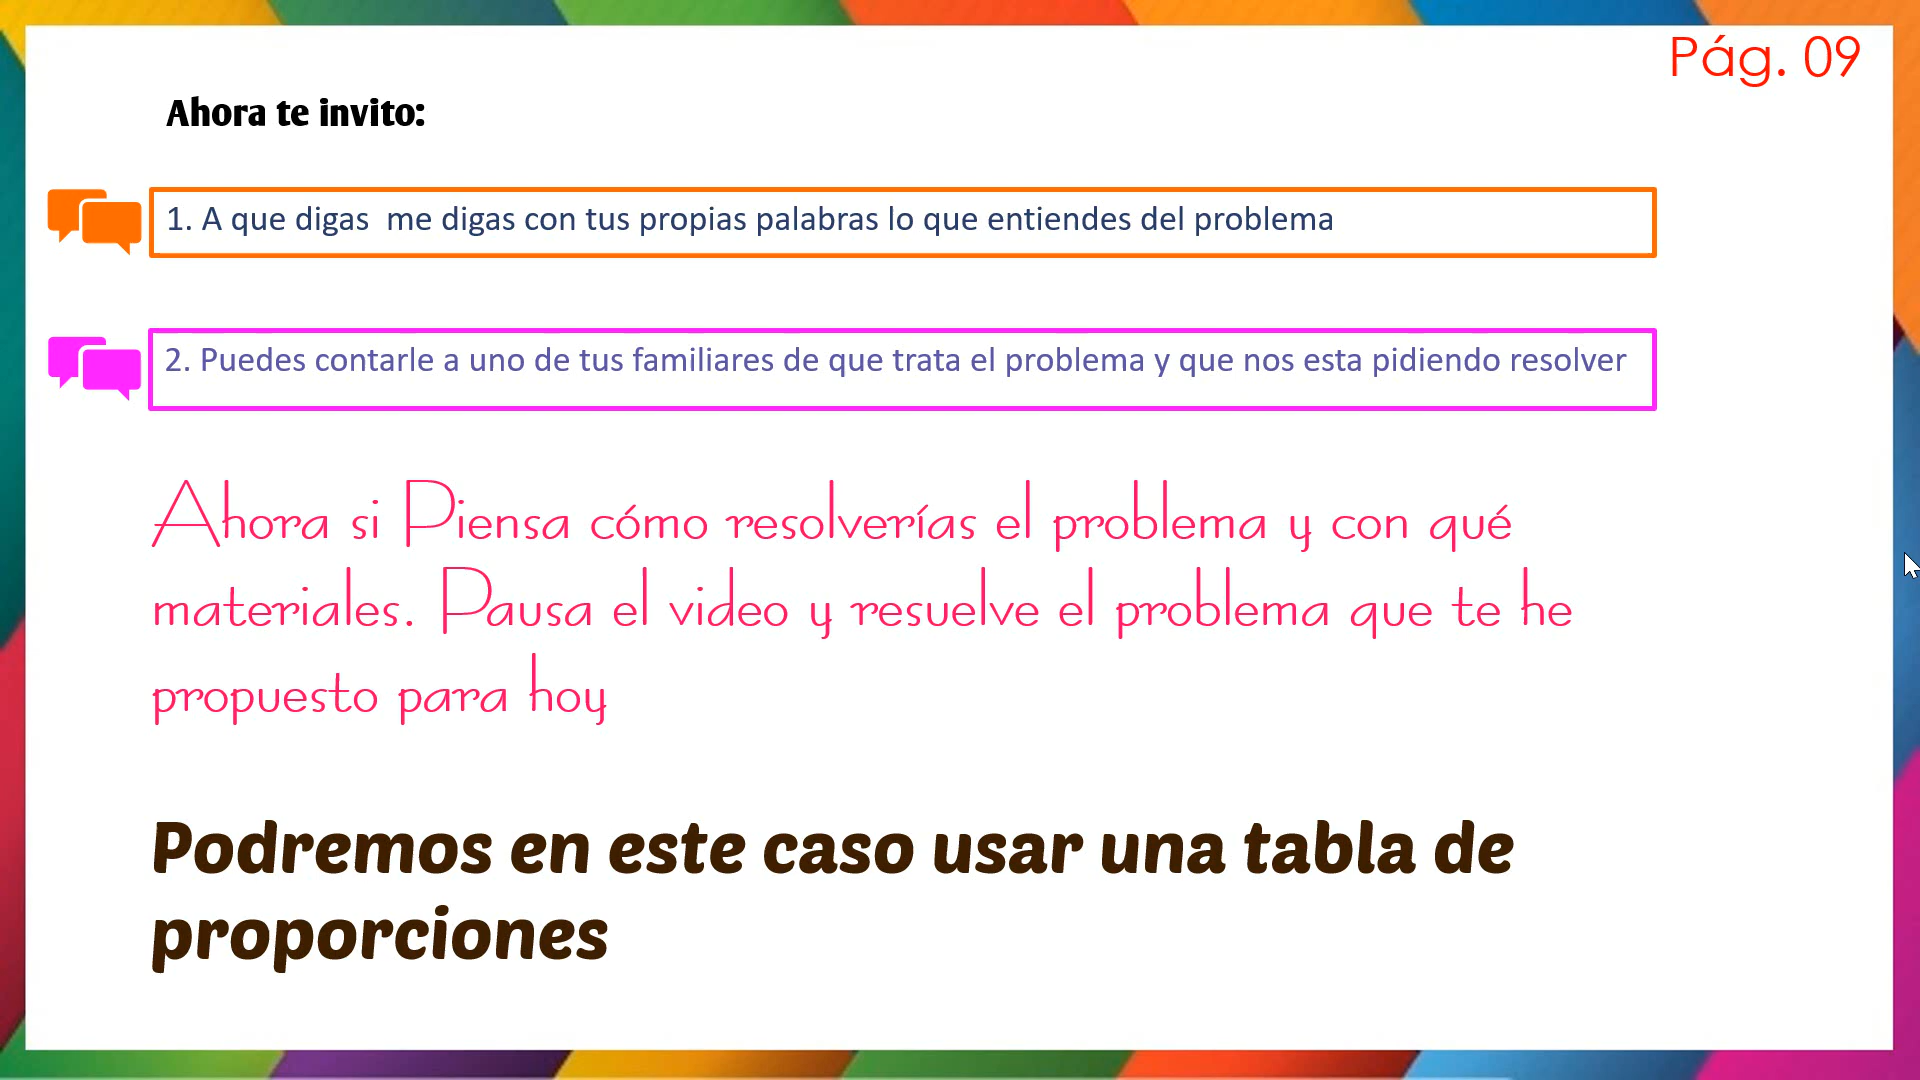 Pág. 09
Ahora te invito:
1. A que digas  me digas con tus propias palabras lo que entiendes del problema
2. Puedes contarle a uno de tus familiares de que trata el problema y que nos esta pidiendo resolver
Ahora si Piensa cómo resolverías el problema y con qué
materiales. Pausa el video y resuelve el problema que te he
propuesto para hoy
Podremos en este caso usar una tabla de
proporciones